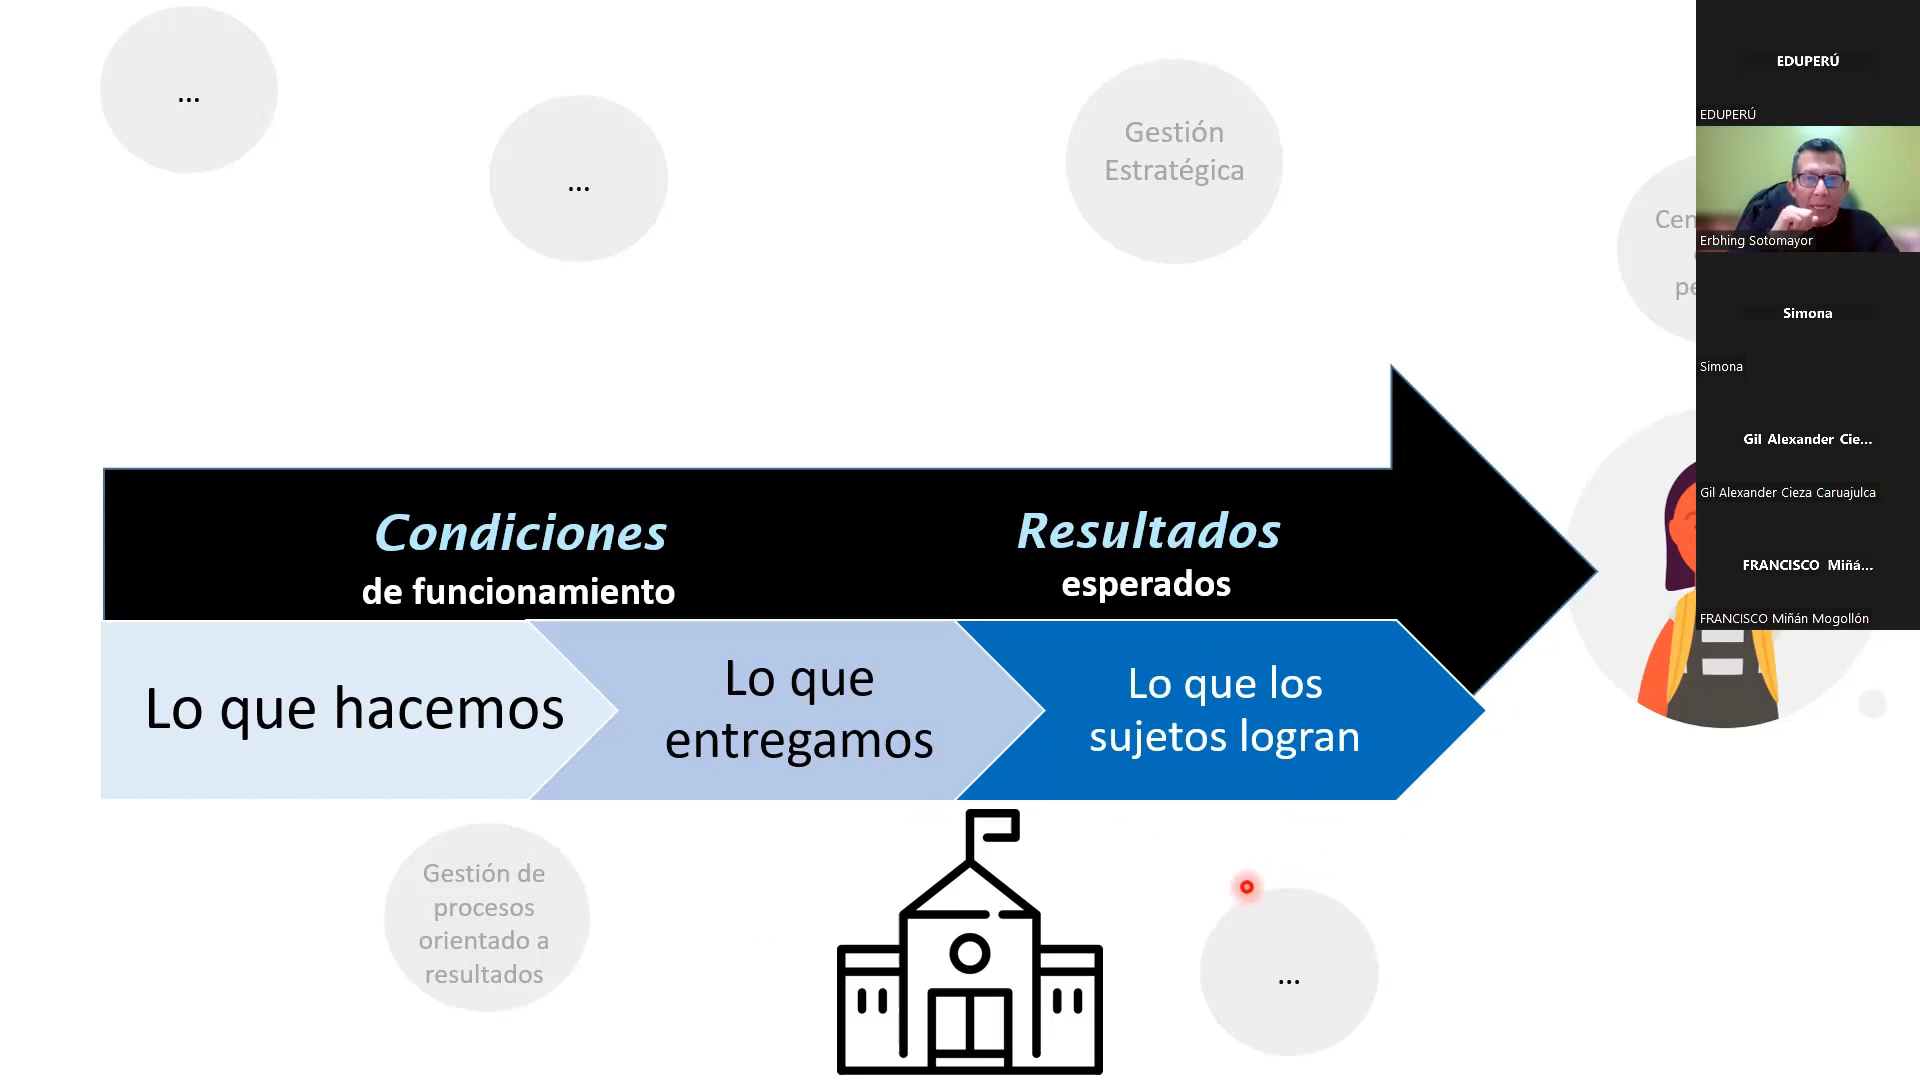 ...
...
Gestión
Estratégica
Condiciones
de funcionamiento
Resultados
esperados
Lo que hacemos
Lo que
entregamos
Lo que los
sujetos logran
Gestión de
procesos
orientado a
resultados
...
EDUPERÚ
EDUPERÚ
Erbhing Sotomayor
Simona
Simona
Gil Alexander Cie...
Gil Alexander Cieza Caruajulca
FRANCISCO Miñá...
FRANCISCO Miñán Mogollón